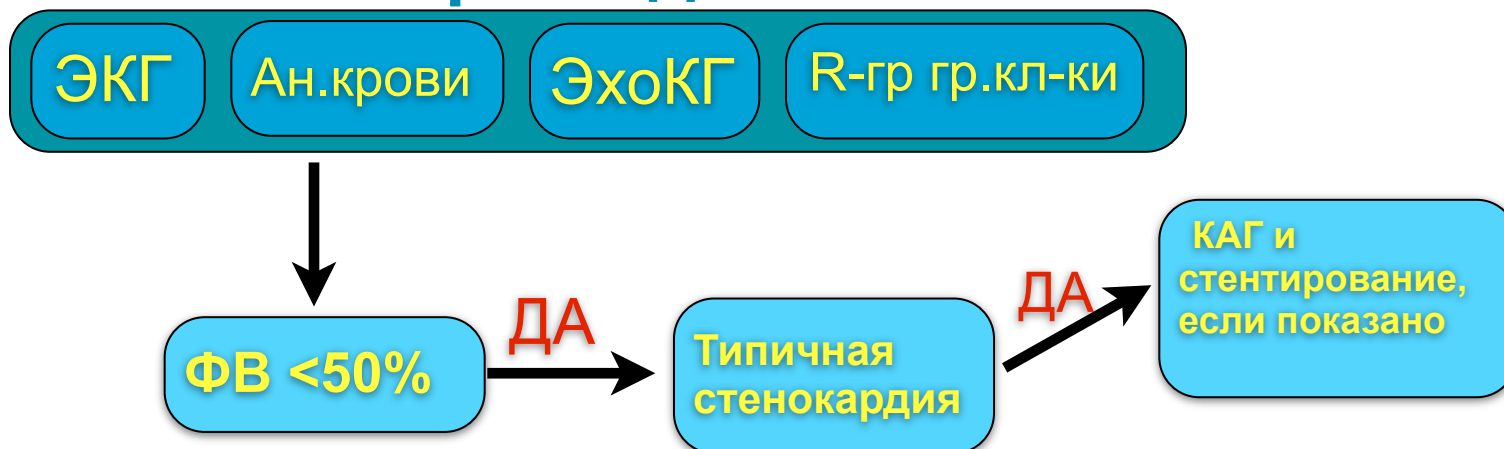 ЭКГ
Ан.крови
ЭхоКГ
R-гр гр.кл-ки
КАГ и
стентирование,
если показано
ДА
ДА
ФВ <50%
Типичная
стенокардия